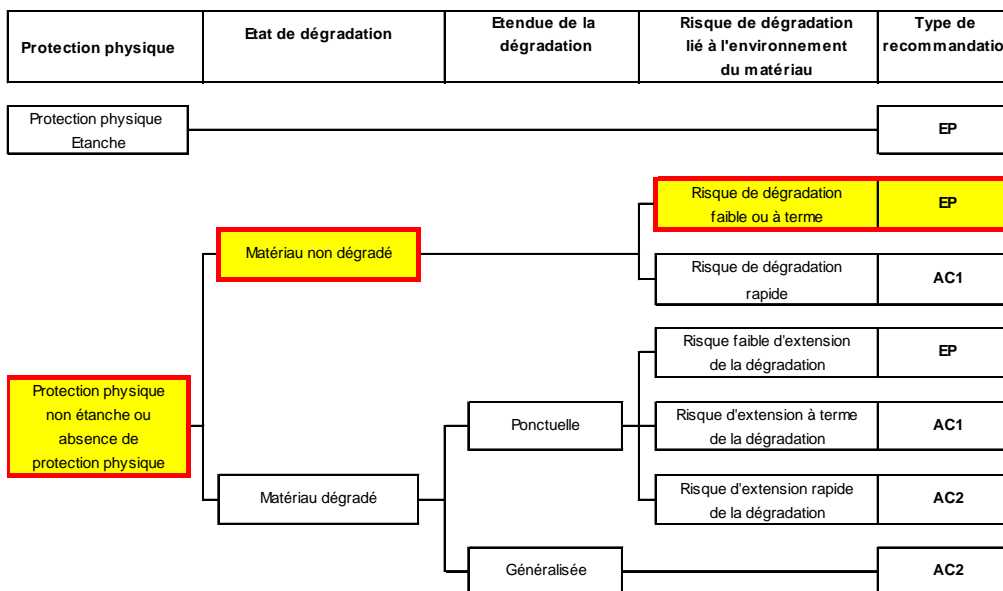 Protection physique
Etat de dégradation
Etendue de la
dégradation
Risque de dégradation
lié à l'environnement
du matériau
Type de
recommandatio
Protection physique
Etanche
EP
Risque de dégradation
faible ou à terme
EP
Matériau non dégradé
Risque de dégradation
rapide
AC1
Risque faible d'extension
de la dégradation
EP
Protection physique
non étanche ou
absence de
protection physique
Ponctuelle
Risque d'extension à terme
de la dégradation
AC1
Matériau dégradé
Risque d'extension rapide
de la dégradation
AC2
Généralisée
AC2